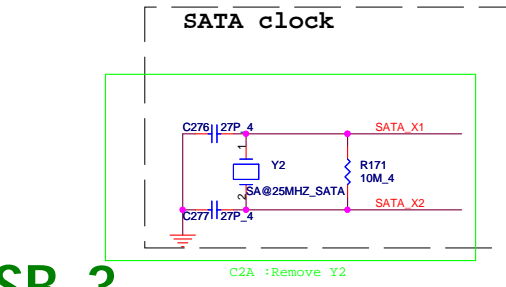 SATA clock
C276 27P_4
SATA_X1
1
Y2
R171
10M_4
SA@25MHZ_SATA
2
SATA_X2
C277 27P_4
C2A :Remove Y2